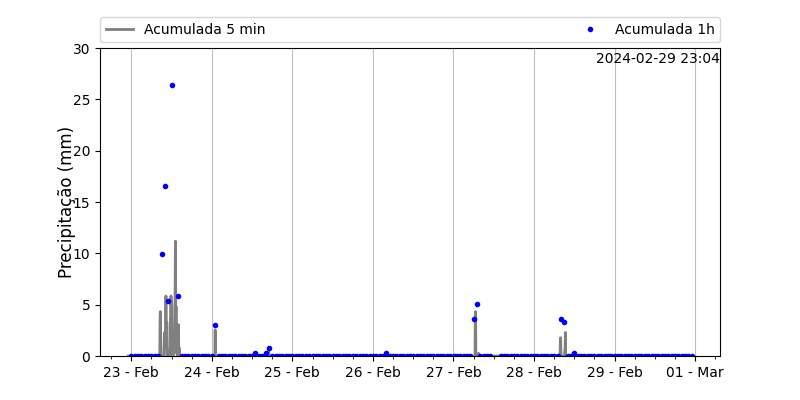 Acumulada 5 min
Acumulada 1h
2024-02-29 23:04
Precipitação (mm)
30
25
20
15
10
5
0
23 - Feb
24 - Feb
25 - Feb
26 - Feb
27 - Feb
28 - Feb
29 - Feb
01 - Mar